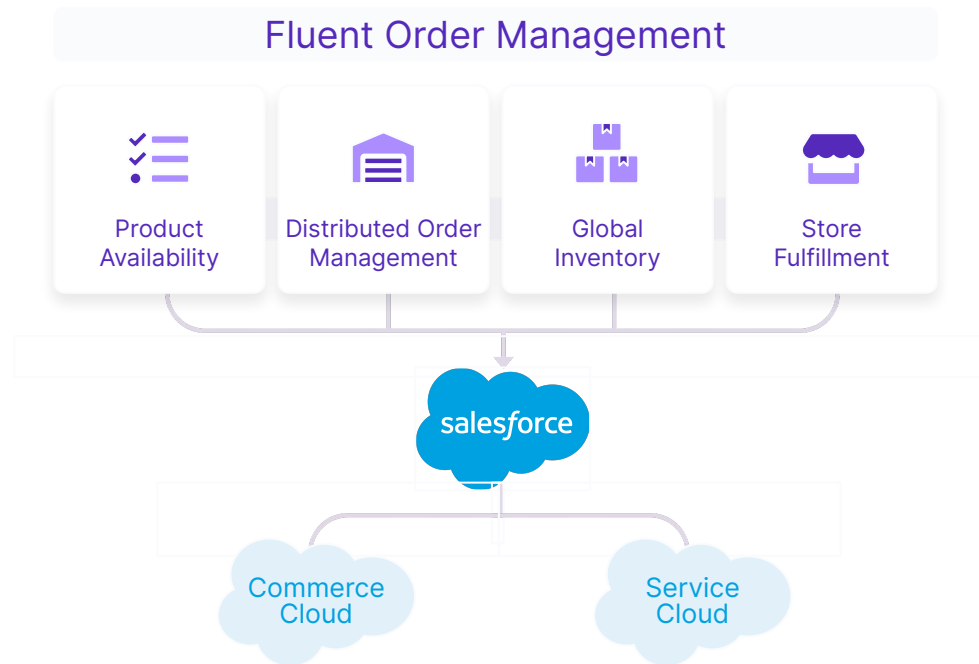 Fluent Order Management
Product
Availability
Distributed Order
Management
Global
Inventory
Store
Fulfillment
salesforce
Commerce
Cloud
Service
Cloud